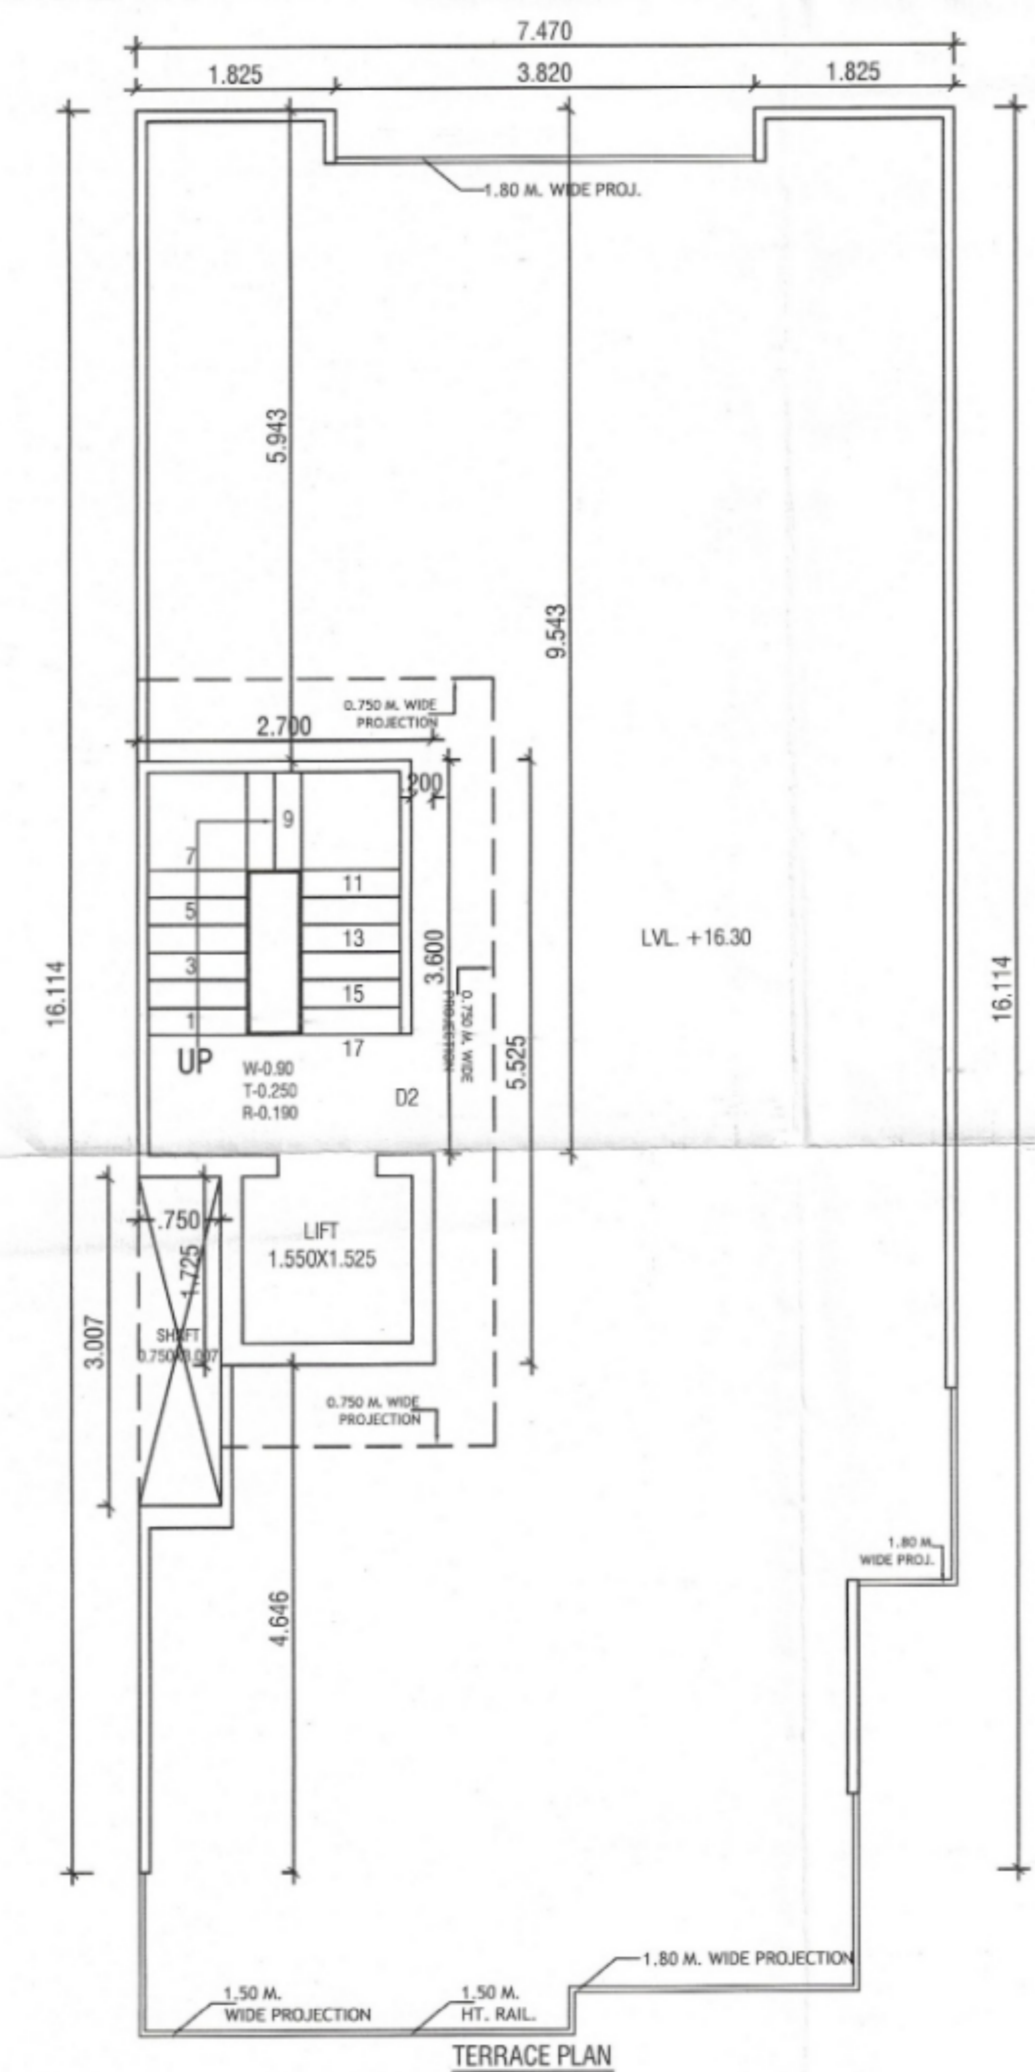 7.470
1.825
3.820
1.825
1.80 M. WIDE PROJ.
5.943
9.543
0.750 M. WIDE
PROJECTION
2.700
.200
9
7
11
5
13
3
15
1
17
UP
W-0.90
T-0.250
R-0.190
D2
3.600
0.750 M. WIDE
PROJECTION
5.525
LVL. +16.30
16.114
16.114
.750
1.725
LIFT
1.550X1.525
3.007
SHAFT
0.750X3.007
0.750 M. WIDE
PROJECTION
1.80 M.
WIDE PROJ.
4.646
1.80 M. WIDE PROJECTION
1.50 M.
WIDE PROJECTION
1.50 M.
HT. RAIL.
TERRACE PLAN